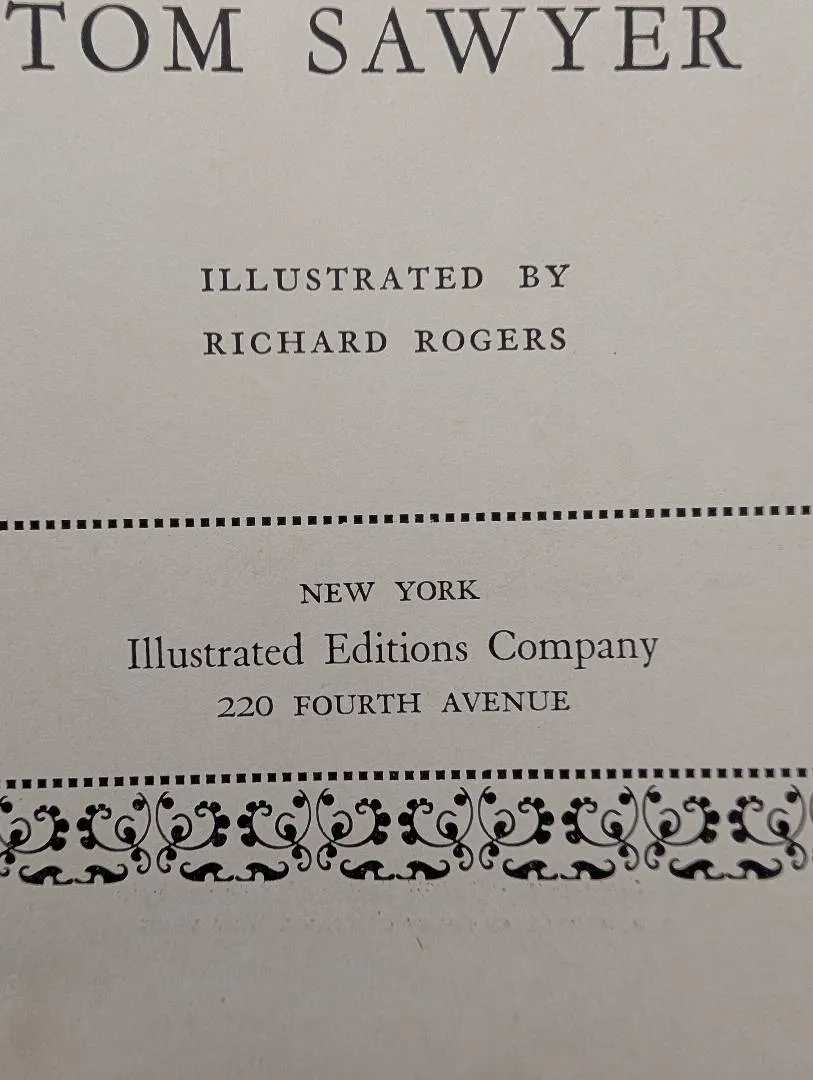 TOM SAWYER
ILLUSTRATED BY
RICHARD ROGERS
NEW YORK
Illustrated Editions Company
220 FOURTH AVENUE